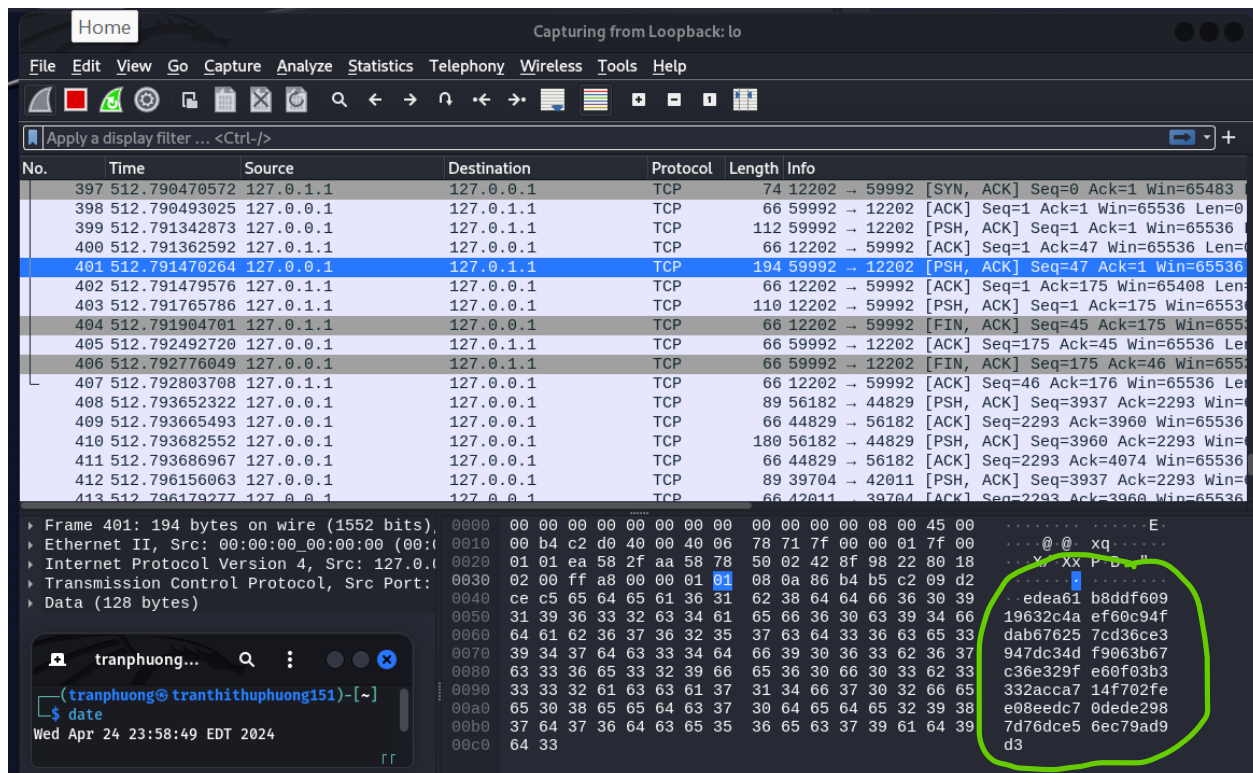 Home
Capturing from Loopback: lo
File Edit View Go Capture Analyze Statistics Telephony Wireless Tools Help
Apply a display filter ... <Ctrl-/>
No. Time Source Destination Protocol Length Info
397 512.790470572 127.0.1.1 127.0.0.1 TCP 74 12202 → 59992 [SYN, ACK] Seq=0 Ack=1 Win=65483
398 512.790493025 127.0.0.1 127.0.1.1 TCP 66 59992 → 12202 [ACK] Seq=1 Ack=1 Win=65536 Len=0
399 512.791342873 127.0.0.1 127.0.1.1 TCP 112 59992 → 12202 [PSH, ACK] Seq=1 Ack=1 Win=65536
400 512.791362592 127.0.1.1 127.0.0.1 TCP 66 12202 → 59992 [ACK] Seq=1 Ack=47 Win=65536 Len=
401 512.791470264 127.0.0.1 127.0.1.1 TCP 194 59992 → 12202 [PSH, ACK] Seq=47 Ack=1 Win=65536
402 512.791479576 127.0.1.1 127.0.0.1 TCP 66 12202 → 59992 [ACK] Seq=1 Ack=175 Win=65408 Len=
403 512.791765786 127.0.1.1 127.0.0.1 TCP 110 12202 → 59992 [PSH, ACK] Seq=1 Ack=175 Win=6553
404 512.791904701 127.0.1.1 127.0.0.1 TCP 66 12202 → 59992 [FIN, ACK] Seq=45 Ack=175 Win=655
405 512.792492720 127.0.0.1 127.0.1.1 TCP 66 59992 → 12202 [ACK] Seq=175 Ack=45 Win=65536 Le
406 512.792776049 127.0.0.1 127.0.1.1 TCP 66 59992 → 12202 [FIN, ACK] Seq=175 Ack=46 Win=655
407 512.792803708 127.0.1.1 127.0.0.1 TCP 66 12202 → 59992 [ACK] Seq=46 Ack=176 Win=65536 Le
408 512.793652322 127.0.0.1 127.0.0.1 TCP 89 56182 → 44829 [PSH, ACK] Seq=3937 Ack=2293 Win=
409 512.793665493 127.0.0.1 127.0.0.1 TCP 66 44829 → 56182 [ACK] Seq=2293 Ack=3960 Win=65536
410 512.793682552 127.0.0.1 127.0.0.1 TCP 180 56182 → 44829 [PSH, ACK] Seq=3960 Ack=2293 Win=
411 512.793686967 127.0.0.1 127.0.0.1 TCP 66 44829 → 56182 [ACK] Seq=2293 Ack=4074 Win=65536
412 512.796156063 127.0.0.1 127.0.0.1 TCP 89 39704 → 42011 [PSH, ACK] Seq=3937 Ack=2293 Win=
413 512.796179277 127.0.0.1 127.0.0.1 TCP 66 42011 → 39704 [ACK] Seq=2293 Ack=3960 Win=65536
Frame 401: 194 bytes on wire (1552 bits),
Ethernet II, Src: 00:00:00_00:00:00 (00:
Internet Protocol Version 4, Src: 127.0.
Transmission Control Protocol, Src Port:
Data (128 bytes)
0000 00 00 00 00 00 00 00 00 00 00 00 00 08 00 45 00 ········ ······E·
0010 00 b4 c2 d0 40 00 40 06 78 71 7f 00 00 01 7f 00 ····@·@· xq······
0020 01 01 ea 58 2f aa 58 78 50 02 42 8f 98 22 80 18 ···X/·Xx P·B··"··
0030 02 00 ff a8 00 00 01 01 08 0a 86 b4 b5 c2 09 d2 ········ ········
0040 ce c5 65 64 65 61 36 31 62 38 64 64 66 36 30 39 ··edea61 b8ddf609
0050 31 39 36 33 32 63 34 61 65 66 36 30 63 39 34 66 19632c4a ef60c94f
0060 64 61 62 36 37 36 32 35 37 63 64 33 36 63 65 33 dab67625 7cd36ce3
0070 39 34 37 64 63 33 34 64 66 39 30 36 33 62 36 37 947dc34d f9063b67
0080 63 33 36 65 33 32 39 66 65 36 30 66 30 33 62 33 c36e329f e60f03b3
0090 33 33 32 61 63 63 61 37 31 34 66 37 30 32 66 65 332acca7 14f702fe
00a0 65 30 38 65 65 64 63 37 30 64 65 64 65 32 39 38 e08eedc7 0dede298
00b0 37 64 37 36 64 63 65 35 36 65 63 37 39 61 64 39 7d76dce5 6ec79ad9
00c0 64 33 d3
tranphuong...
(tranphuong㉿tranthithuphuong151)-[~]
$ date
Wed Apr 24 23:58:49 EDT 2024